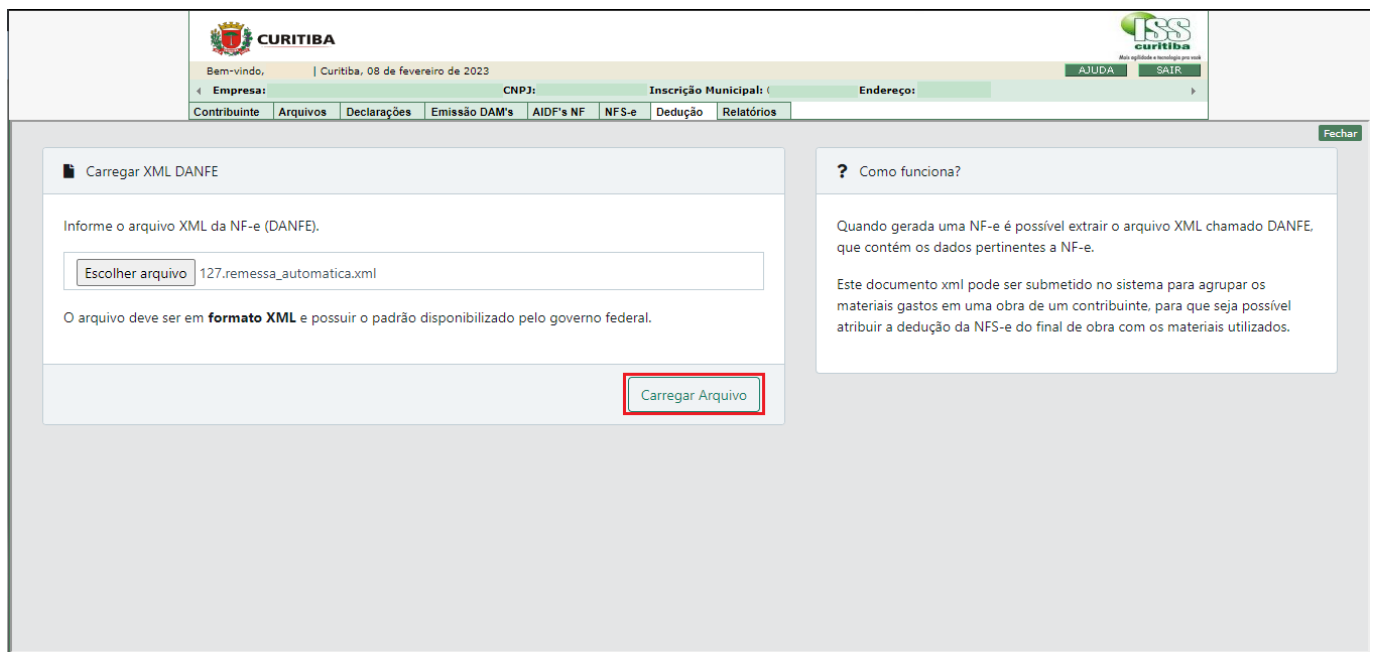 CURITIBA
ISS
curitiba
Mais agilidade e tecnologia pra você
Bem-vindo, | Curitiba, 08 de fevereiro de 2023
AJUDA SAIR
Empresa: CNPJ: Inscrição Municipal: ( Endereço:
Contribuinte Arquivos Declarações Emissão DAM's AIDF's NF NFS-e Dedução Relatórios
Fechar
Carregar XML DANFE
Informe o arquivo XML da NF-e (DANFE).
Escolher arquivo 127.remessa_automatica.xml
O arquivo deve ser em formato XML e possuir o padrão disponibilizado pelo governo federal.
Carregar Arquivo
? Como funciona?
Quando gerada uma NF-e é possível extrair o arquivo XML chamado DANFE,
que contém os dados pertinentes a NF-e.
Este documento xml pode ser submetido no sistema para agrupar os
materiais gastos em uma obra de um contribuinte, para que seja possível
atribuir a dedução da NFS-e do final de obra com os materiais utilizados.